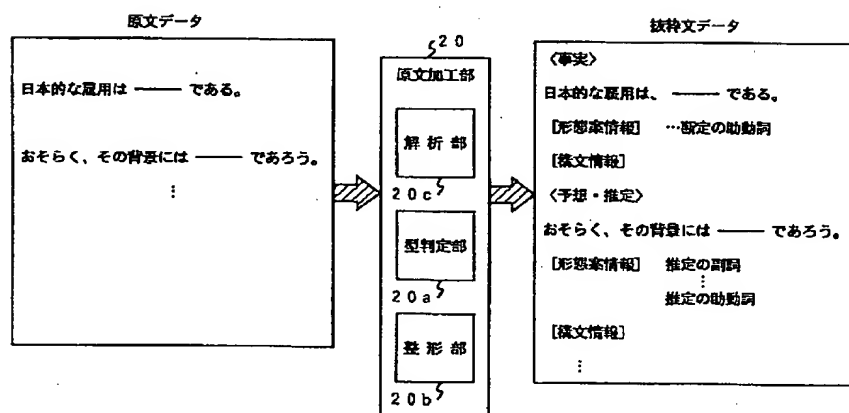 原文データ
日本的な雇用は ─── である。
おそらく、その背景には ─── であろう。
⋮
20
原文加工部
解析部
20c
型判定部
20a
整形部
20b
抜粋文データ
〈事実〉
日本的な雇用は、 ─── である。
[形態案情報] …断定の助動詞
[構文情報]
〈予想・推定〉
おそらく、その背景には ─── であろう。
[形態案情報] 推定の副詞
⋮
推定の助動詞
[構文情報]
⋮